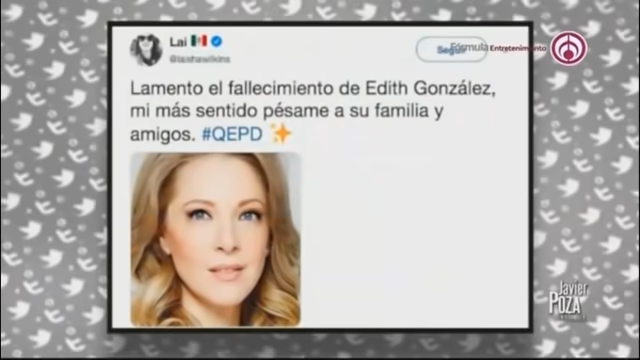 Lai
@laishawilkins
Seguir
Fórmula Entretenimiento
Lamento el fallecimiento de Edith González,
mi más sentido pésame a su familia y
amigos. #QEPD
Javier
POZA